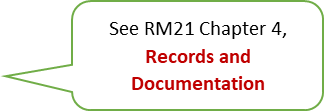 See RM21 Chapter 4,
Records and
Documentation